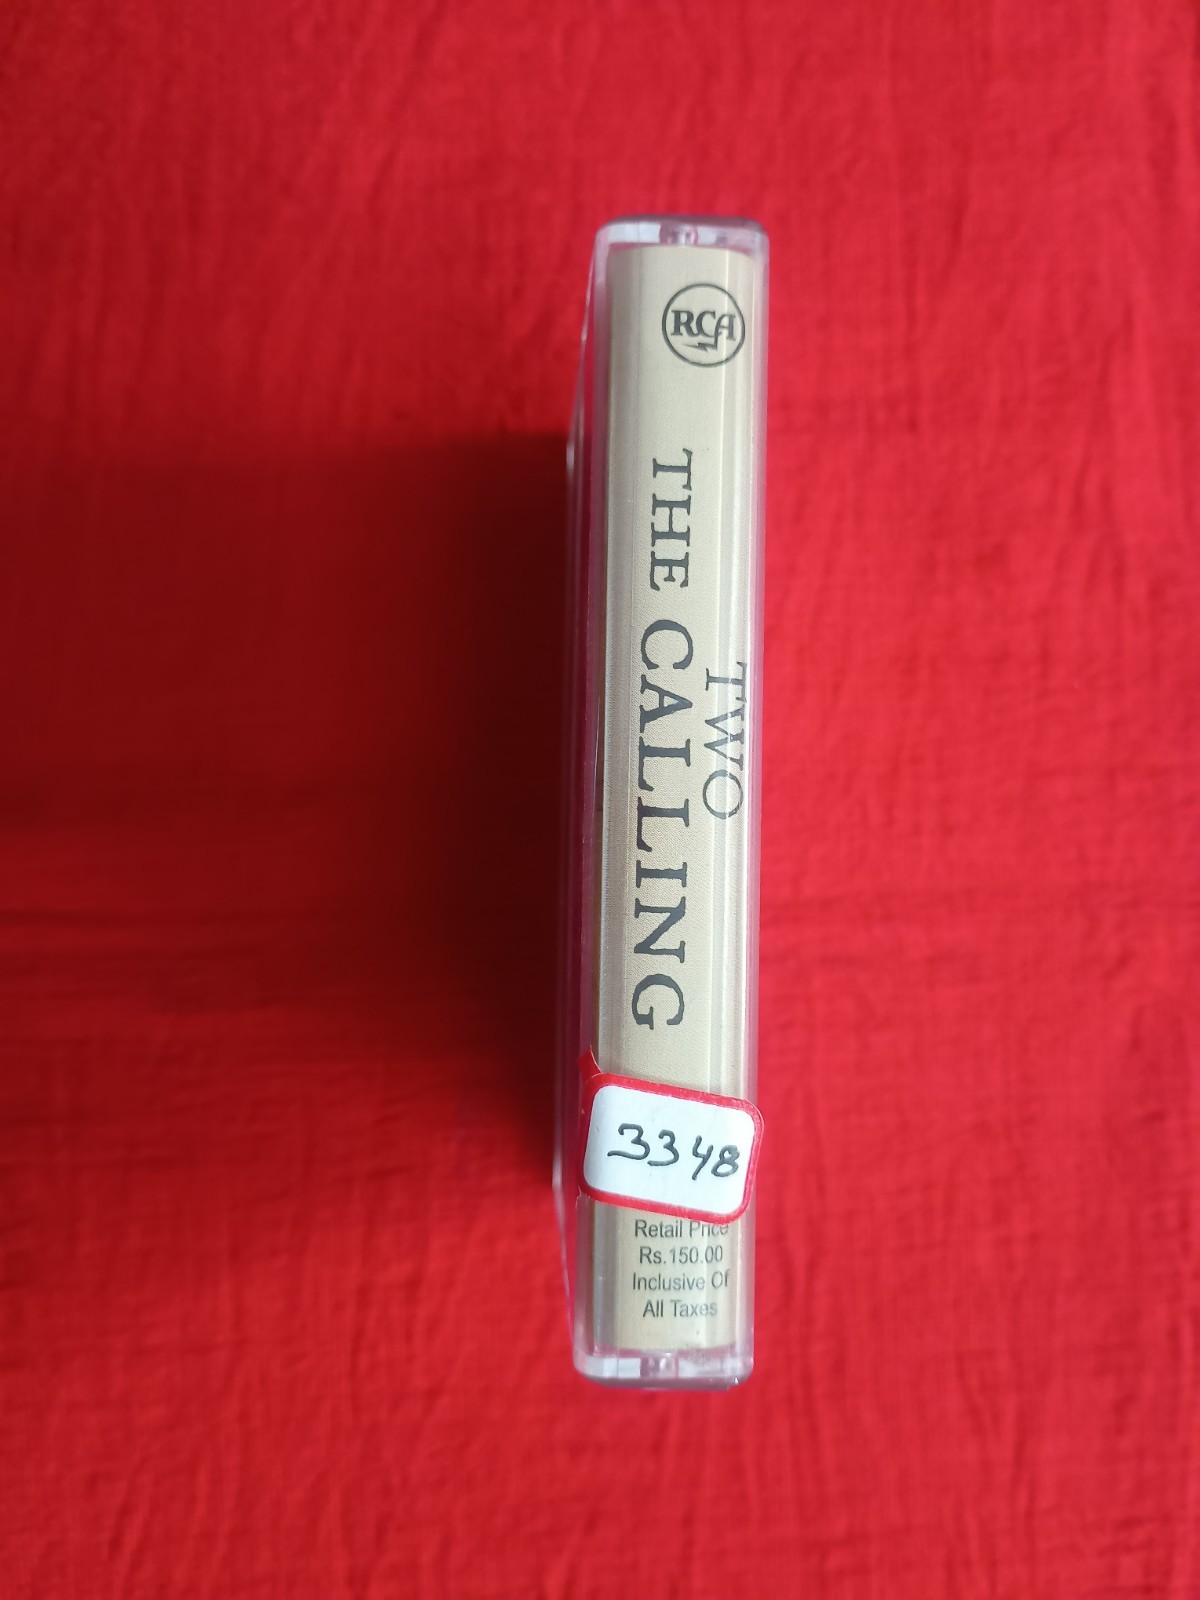 RCA
TWO
THE CALLING
3348
Retail Price
Rs.150.00
Inclusive Of
All Taxes